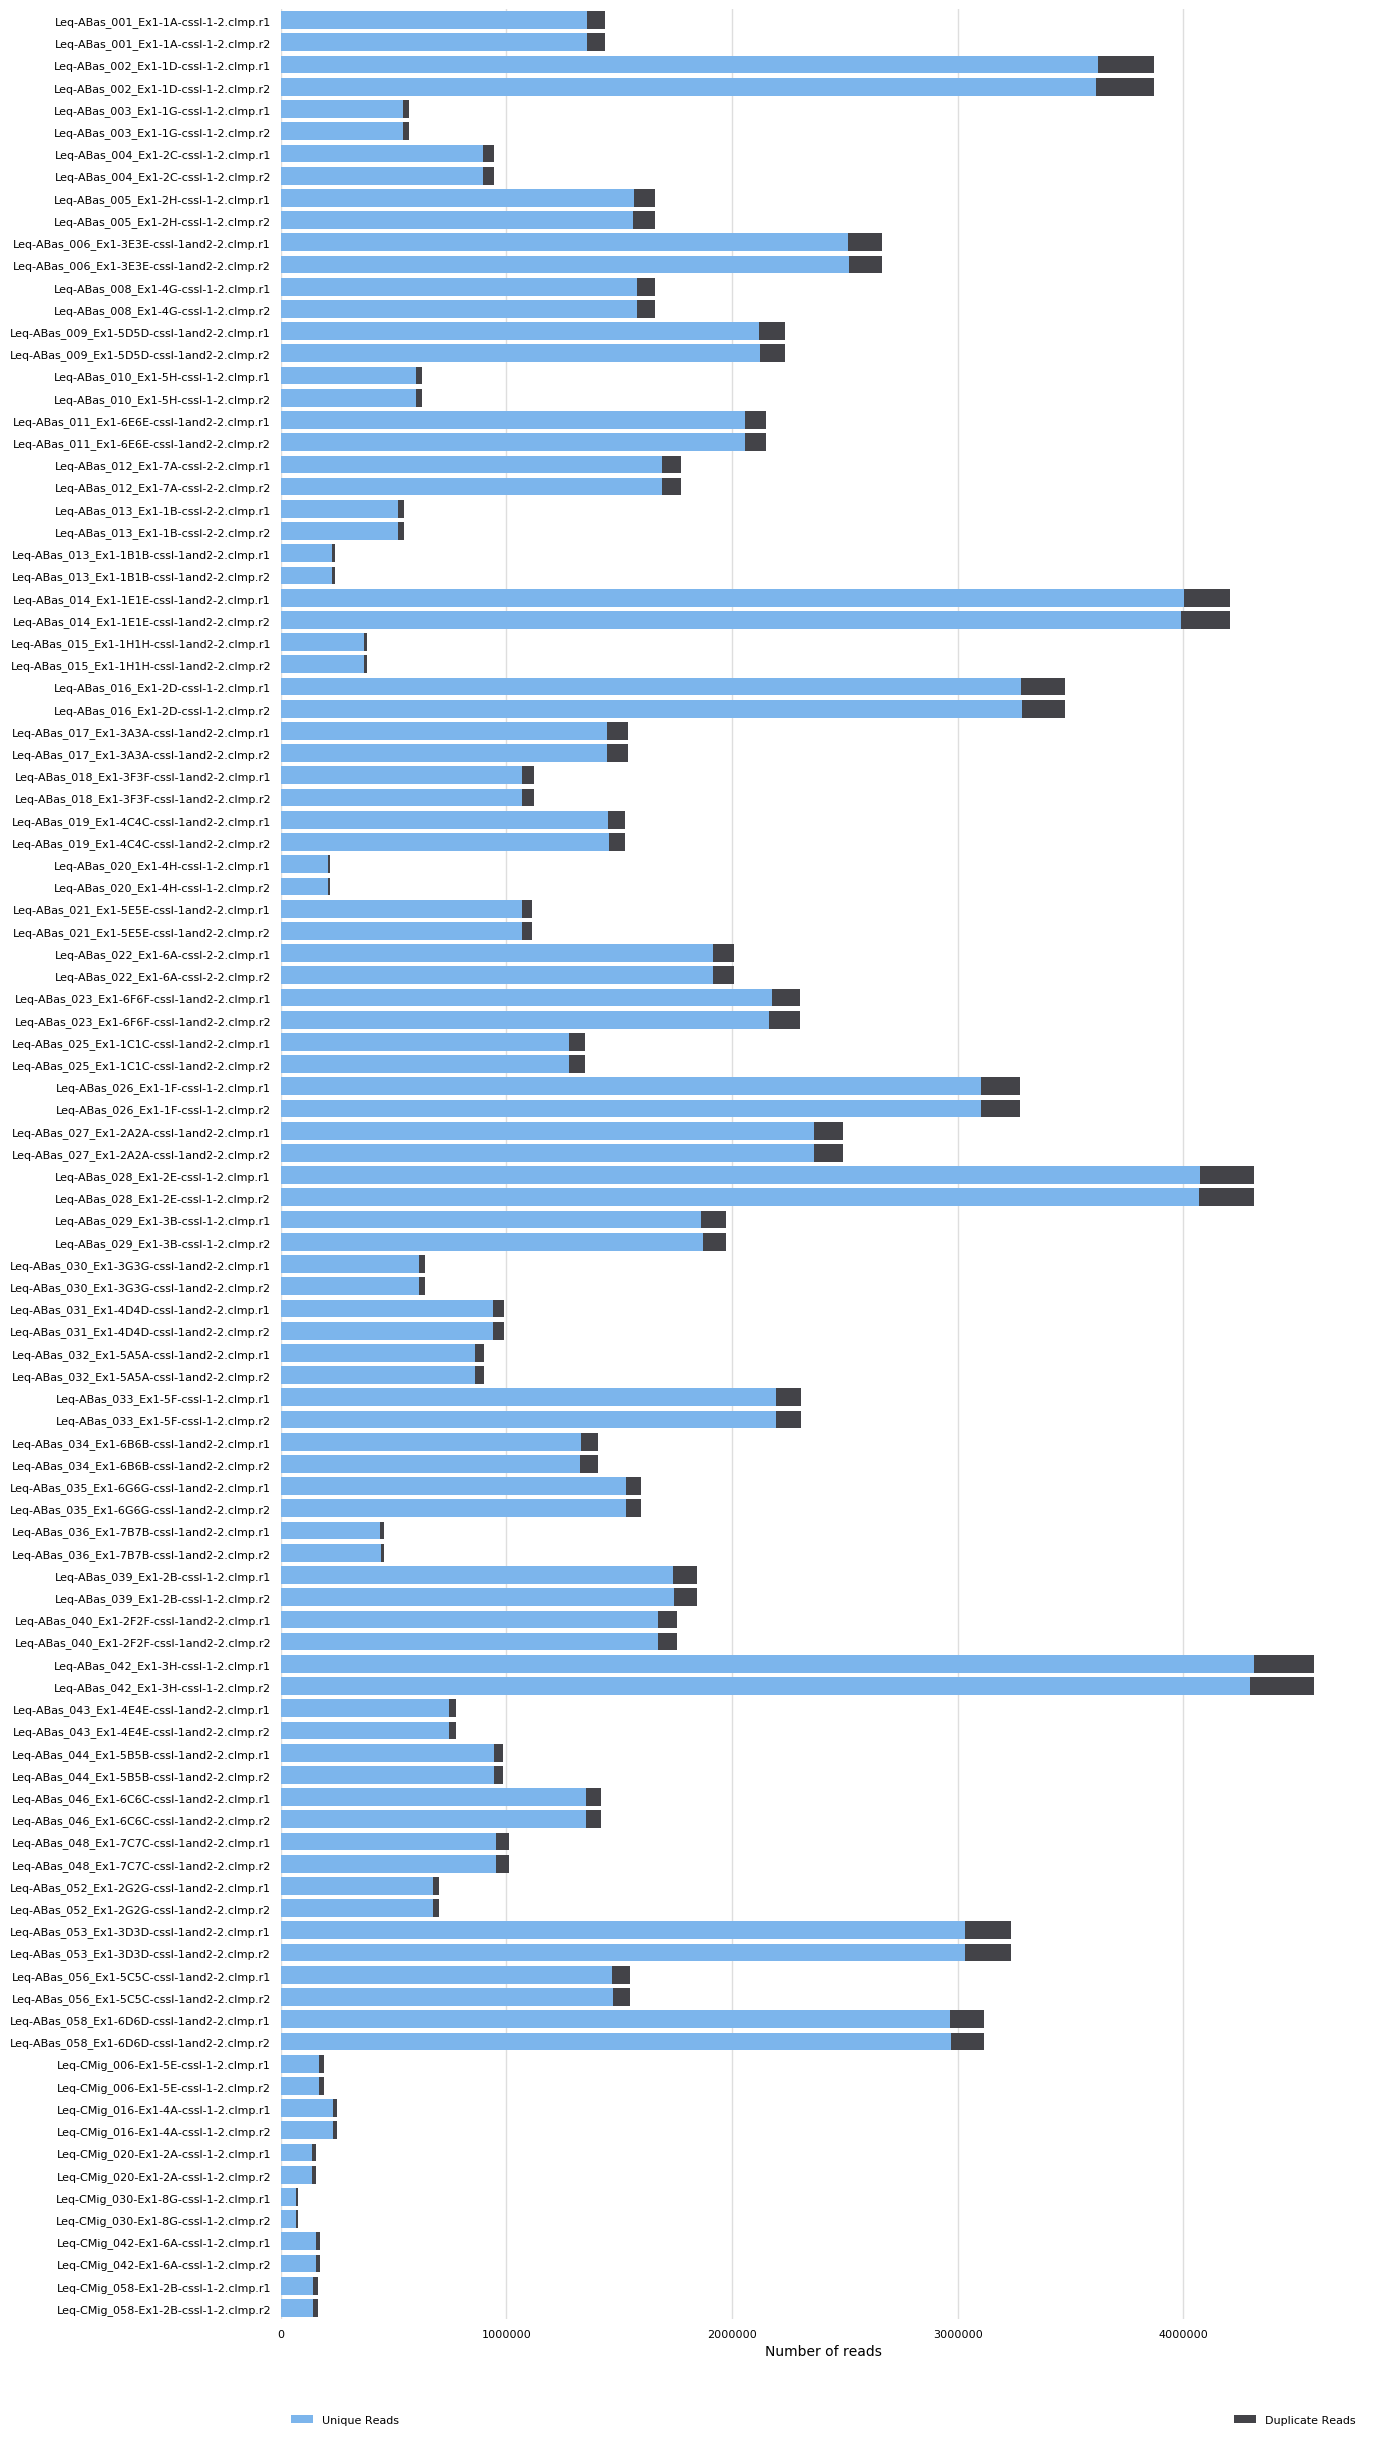 Leq-ABas_001_Ex1-1A-cssl-1-2.clmp.r1
Leq-ABas_001_Ex1-1A-cssl-1-2.clmp.r2
Leq-ABas_002_Ex1-1D-cssl-1-2.clmp.r1
Leq-ABas_002_Ex1-1D-cssl-1-2.clmp.r2
Leq-ABas_003_Ex1-1G-cssl-1-2.clmp.r1
Leq-ABas_003_Ex1-1G-cssl-1-2.clmp.r2
Leq-ABas_004_Ex1-2C-cssl-1-2.clmp.r1
Leq-ABas_004_Ex1-2C-cssl-1-2.clmp.r2
Leq-ABas_005_Ex1-2H-cssl-1-2.clmp.r1
Leq-ABas_005_Ex1-2H-cssl-1-2.clmp.r2
Leq-ABas_006_Ex1-3E3E-cssl-1and2-2.clmp.r1
Leq-ABas_006_Ex1-3E3E-cssl-1and2-2.clmp.r2
Leq-ABas_008_Ex1-4G-cssl-1-2.clmp.r1
Leq-ABas_008_Ex1-4G-cssl-1-2.clmp.r2
Leq-ABas_009_Ex1-5D5D-cssl-1and2-2.clmp.r1
Leq-ABas_009_Ex1-5D5D-cssl-1and2-2.clmp.r2
Leq-ABas_010_Ex1-5H-cssl-1-2.clmp.r1
Leq-ABas_010_Ex1-5H-cssl-1-2.clmp.r2
Leq-ABas_011_Ex1-6E6E-cssl-1and2-2.clmp.r1
Leq-ABas_011_Ex1-6E6E-cssl-1and2-2.clmp.r2
Leq-ABas_012_Ex1-7A-cssl-2-2.clmp.r1
Leq-ABas_012_Ex1-7A-cssl-2-2.clmp.r2
Leq-ABas_013_Ex1-1B-cssl-2-2.clmp.r1
Leq-ABas_013_Ex1-1B-cssl-2-2.clmp.r2
Leq-ABas_013_Ex1-1B1B-cssl-1and2-2.clmp.r1
Leq-ABas_013_Ex1-1B1B-cssl-1and2-2.clmp.r2
Leq-ABas_014_Ex1-1E1E-cssl-1and2-2.clmp.r1
Leq-ABas_014_Ex1-1E1E-cssl-1and2-2.clmp.r2
Leq-ABas_015_Ex1-1H1H-cssl-1and2-2.clmp.r1
Leq-ABas_015_Ex1-1H1H-cssl-1and2-2.clmp.r2
Leq-ABas_016_Ex1-2D-cssl-1-2.clmp.r1
Leq-ABas_016_Ex1-2D-cssl-1-2.clmp.r2
Leq-ABas_017_Ex1-3A3A-cssl-1and2-2.clmp.r1
Leq-ABas_017_Ex1-3A3A-cssl-1and2-2.clmp.r2
Leq-ABas_018_Ex1-3F3F-cssl-1and2-2.clmp.r1
Leq-ABas_018_Ex1-3F3F-cssl-1and2-2.clmp.r2
Leq-ABas_019_Ex1-4C4C-cssl-1and2-2.clmp.r1
Leq-ABas_019_Ex1-4C4C-cssl-1and2-2.clmp.r2
Leq-ABas_020_Ex1-4H-cssl-1-2.clmp.r1
Leq-ABas_020_Ex1-4H-cssl-1-2.clmp.r2
Leq-ABas_021_Ex1-5E5E-cssl-1and2-2.clmp.r1
Leq-ABas_021_Ex1-5E5E-cssl-1and2-2.clmp.r2
Leq-ABas_022_Ex1-6A-cssl-2-2.clmp.r1
Leq-ABas_022_Ex1-6A-cssl-2-2.clmp.r2
Leq-ABas_023_Ex1-6F6F-cssl-1and2-2.clmp.r1
Leq-ABas_023_Ex1-6F6F-cssl-1and2-2.clmp.r2
Leq-ABas_025_Ex1-1C1C-cssl-1and2-2.clmp.r1
Leq-ABas_025_Ex1-1C1C-cssl-1and2-2.clmp.r2
Leq-ABas_026_Ex1-1F-cssl-1-2.clmp.r1
Leq-ABas_026_Ex1-1F-cssl-1-2.clmp.r2
Leq-ABas_027_Ex1-2A2A-cssl-1and2-2.clmp.r1
Leq-ABas_027_Ex1-2A2A-cssl-1and2-2.clmp.r2
Leq-ABas_028_Ex1-2E-cssl-1-2.clmp.r1
Leq-ABas_028_Ex1-2E-cssl-1-2.clmp.r2
Leq-ABas_029_Ex1-3B-cssl-1-2.clmp.r1
Leq-ABas_029_Ex1-3B-cssl-1-2.clmp.r2
Leq-ABas_030_Ex1-3G3G-cssl-1and2-2.clmp.r1
Leq-ABas_030_Ex1-3G3G-cssl-1and2-2.clmp.r2
Leq-ABas_031_Ex1-4D4D-cssl-1and2-2.clmp.r1
Leq-ABas_031_Ex1-4D4D-cssl-1and2-2.clmp.r2
Leq-ABas_032_Ex1-5A5A-cssl-1and2-2.clmp.r1
Leq-ABas_032_Ex1-5A5A-cssl-1and2-2.clmp.r2
Leq-ABas_033_Ex1-5F-cssl-1-2.clmp.r1
Leq-ABas_033_Ex1-5F-cssl-1-2.clmp.r2
Leq-ABas_034_Ex1-6B6B-cssl-1and2-2.clmp.r1
Leq-ABas_034_Ex1-6B6B-cssl-1and2-2.clmp.r2
Leq-ABas_035_Ex1-6G6G-cssl-1and2-2.clmp.r1
Leq-ABas_035_Ex1-6G6G-cssl-1and2-2.clmp.r2
Leq-ABas_036_Ex1-7B7B-cssl-1and2-2.clmp.r1
Leq-ABas_036_Ex1-7B7B-cssl-1and2-2.clmp.r2
Leq-ABas_039_Ex1-2B-cssl-1-2.clmp.r1
Leq-ABas_039_Ex1-2B-cssl-1-2.clmp.r2
Leq-ABas_040_Ex1-2F2F-cssl-1and2-2.clmp.r1
Leq-ABas_040_Ex1-2F2F-cssl-1and2-2.clmp.r2
Leq-ABas_042_Ex1-3H-cssl-1-2.clmp.r1
Leq-ABas_042_Ex1-3H-cssl-1-2.clmp.r2
Leq-ABas_043_Ex1-4E4E-cssl-1and2-2.clmp.r1
Leq-ABas_043_Ex1-4E4E-cssl-1and2-2.clmp.r2
Leq-ABas_044_Ex1-5B5B-cssl-1and2-2.clmp.r1
Leq-ABas_044_Ex1-5B5B-cssl-1and2-2.clmp.r2
Leq-ABas_046_Ex1-6C6C-cssl-1and2-2.clmp.r1
Leq-ABas_046_Ex1-6C6C-cssl-1and2-2.clmp.r2
Leq-ABas_048_Ex1-7C7C-cssl-1and2-2.clmp.r1
Leq-ABas_048_Ex1-7C7C-cssl-1and2-2.clmp.r2
Leq-ABas_052_Ex1-2G2G-cssl-1and2-2.clmp.r1
Leq-ABas_052_Ex1-2G2G-cssl-1and2-2.clmp.r2
Leq-ABas_053_Ex1-3D3D-cssl-1and2-2.clmp.r1
Leq-ABas_053_Ex1-3D3D-cssl-1and2-2.clmp.r2
Leq-ABas_056_Ex1-5C5C-cssl-1and2-2.clmp.r1
Leq-ABas_056_Ex1-5C5C-cssl-1and2-2.clmp.r2
Leq-ABas_058_Ex1-6D6D-cssl-1and2-2.clmp.r1
Leq-ABas_058_Ex1-6D6D-cssl-1and2-2.clmp.r2
Leq-CMig_006-Ex1-5E-cssl-1-2.clmp.r1
Leq-CMig_006-Ex1-5E-cssl-1-2.clmp.r2
Leq-CMig_016-Ex1-4A-cssl-1-2.clmp.r1
Leq-CMig_016-Ex1-4A-cssl-1-2.clmp.r2
Leq-CMig_020-Ex1-2A-cssl-1-2.clmp.r1
Leq-CMig_020-Ex1-2A-cssl-1-2.clmp.r2
Leq-CMig_030-Ex1-8G-cssl-1-2.clmp.r1
Leq-CMig_030-Ex1-8G-cssl-1-2.clmp.r2
Leq-CMig_042-Ex1-6A-cssl-1-2.clmp.r1
Leq-CMig_042-Ex1-6A-cssl-1-2.clmp.r2
Leq-CMig_058-Ex1-2B-cssl-1-2.clmp.r1
Leq-CMig_058-Ex1-2B-cssl-1-2.clmp.r2
0 1000000 2000000 3000000 4000000
Number of reads
Unique Reads Duplicate Reads